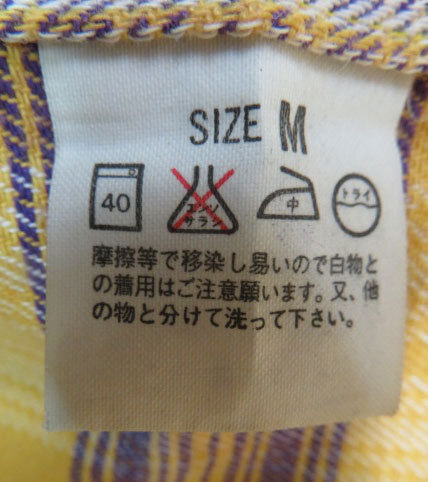 SIZE M
40 エンソ サラシ 中 ドライ
摩擦等で移染し易いので白物と
の着用はご注意願います。又、他
の物と分けて洗って下さい。